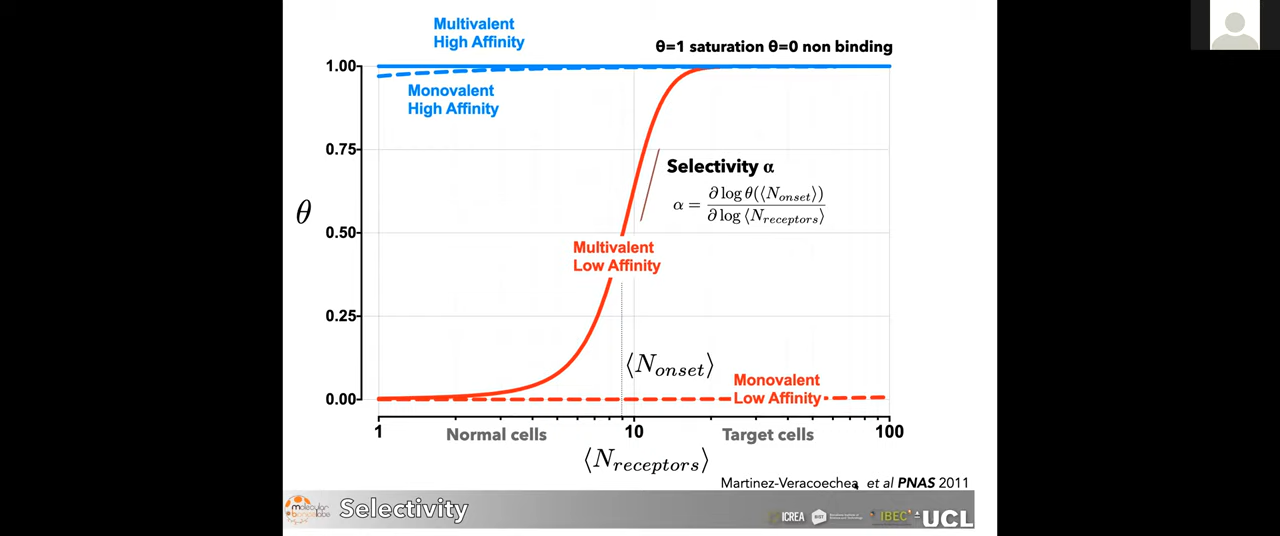 Multivalent
High Affinity
θ=1 saturation θ=0 non binding
1.00
Monovalent
High Affinity
0.75
Selectivity α
α = ∂ log θ(⟨N_onset⟩) / ∂ log ⟨N_receptors⟩
θ
0.50
Multivalent
Low Affinity
0.25
⟨N_onset⟩
Monovalent
Low Affinity
0.00
1 10 100
Normal cells Target cells
⟨N_receptors⟩
Martinez-Veracoechea et al PNAS 2011
Selectivity
ICREA
BIST
IBEC
UCL